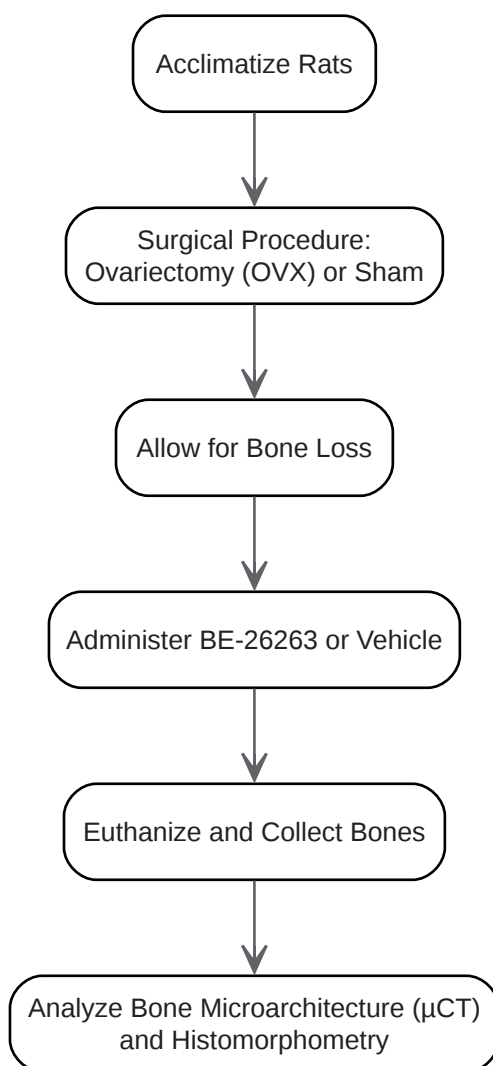 Acclimatize Rats
Surgical Procedure:
Ovariectomy (OVX) or Sham
Allow for Bone Loss
Administer BE-26263 or Vehicle
Euthanize and Collect Bones
Analyze Bone Microarchitecture (µCT)
and Histomorphometry